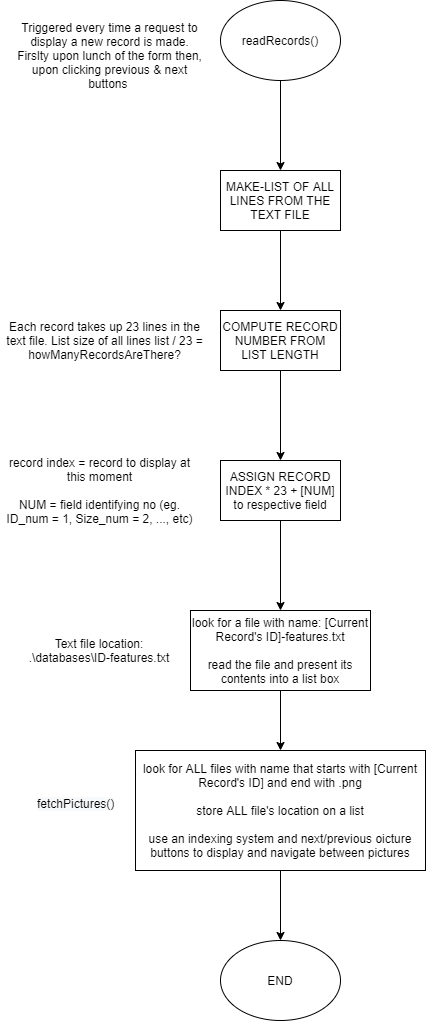 Triggered every time a request to
display a new record is made.
Firslty upon lunch of the form then,
upon clicking previous & next
buttons
readRecords()
MAKE-LIST OF ALL
LINES FROM THE
TEXT FILE
Each record takes up 23 lines in the
text file. List size of all lines list / 23 =
howManyRecordsAreThere?
COMPUTE RECORD
NUMBER FROM
LIST LENGTH
record index = record to display at
this moment
NUM = field identifying no (eg.
ID_num = 1, Size_num = 2, ..., etc)
ASSIGN RECORD
INDEX * 23 + [NUM]
to respective field
Text file location:
.\databases\ID-features.txt
look for a file with name: [Current
Record's ID]-features.txt
read the file and present its
contents into a list box
fetchPictures()
look for ALL files with name that starts with [Current
Record's ID] and end with .png
store ALL file's location on a list
use an indexing system and next/previous oicture
buttons to display and navigate between pictures
END